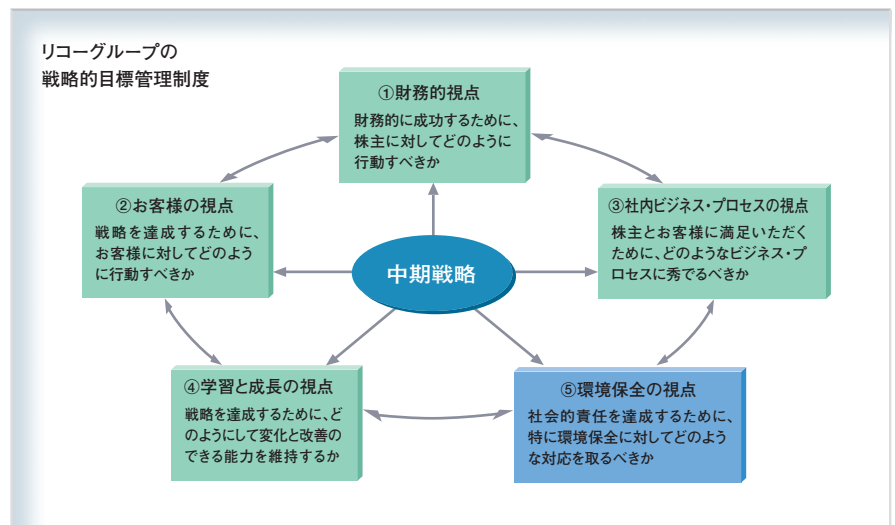 リコーグループの
戦略的目標管理制度
①財務的視点
財務的に成功するために、
株主に対してどのように
行動すべきか
②お客様の視点
戦略を達成するために、
お客様に対してどのよう
に行動すべきか
③社内ビジネス・プロセスの視点
株主とお客様に満足いただく
ために、どのようなビジネス・プ
ロセスに秀でるべきか
中期戦略
④学習と成長の視点
戦略を達成するために、ど
のようにして変化と改善の
できる能力を維持するか
⑤環境保全の視点
社会的責任を達成するために、
特に環境保全に対してどのよう
な対応を取るべきか